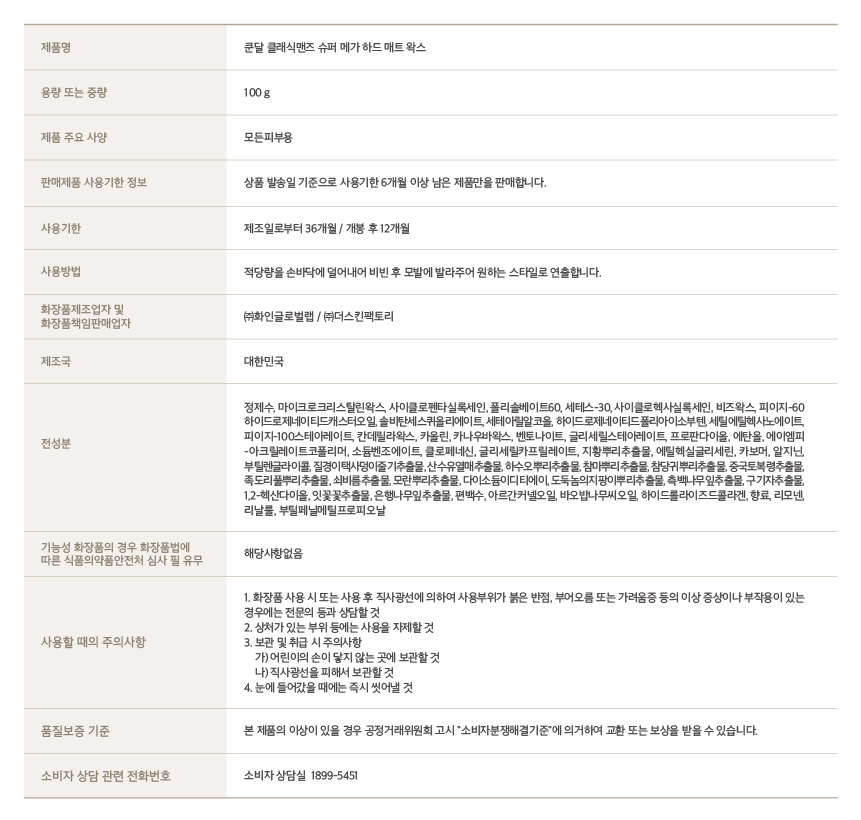 제품명
쿤달 클래식맨즈 슈퍼 메가 하드 매트 왁스
용량 또는 중량
100 g
제품 주요 사양
모든피부용
판매제품 사용기한 정보
상품 발송일 기준으로 사용기한 6개월 이상 남은 제품만을 판매합니다.
사용기한
제조일로부터 36개월 / 개봉 후 12개월
사용방법
적당량을 손바닥에 덜어내어 비빈 후 모발에 발라주어 원하는 스타일로 연출합니다.
화장품제조업자 및
화장품책임판매업자
㈜화인글로벌랩 / ㈜더스킨팩토리
제조국
대한민국
전성분
정제수, 마이크로크리스탈린왁스, 사이클로펜타실록세인, 폴리솔베이트60, 세테스-30, 사이클로헥사실록세인, 비즈왁스, 피이지-60
하이드로제네이티드캐스터오일, 솔비탄세스퀴올리에이트, 세테아릴알코올, 하이드로제네이티드폴리아이소부텐, 세틸에틸헥사노에이트,
피이지-100스테아레이트, 칸데릴라왁스, 카올린, 카나우바왁스, 벤토나이트, 글리세릴스테아레이트, 프로판다이올, 에탄올, 에이엠피
-아크릴레이트코폴리머, 소듐벤조에이트, 클로페네신, 글리세릴카프릴레이트, 지황뿌리추출물, 에틸헥실글리세린, 카보머, 알지닌,
부틸렌글라이콜, 질경이택사덩이줄기추출물, 산수유열매추출물, 하수오뿌리추출물, 참마뿌리추출물, 참당귀뿌리추출물, 중국토복령추출물,
족도리풀뿌리추출물, 쇠비름추출물, 모란뿌리추출물, 다이소듐이디티에이, 도둑놈의지팡이뿌리추출물, 측백나무잎추출물, 구기자추출물,
1,2-헥산다이올, 잇꽃꽃추출물, 은행나무잎추출물, 편백수, 아르간커넬오일, 바오밥나무씨오일, 하이드롤라이즈드콜라겐, 향료, 리모넨,
리날룰, 부틸페닐메틸프로피오날
기능성 화장품의 경우 화장품법에
따른 식품의약품안전처 심사 필 유무
해당사항없음
사용할 때의 주의사항
1. 화장품 사용 시 또는 사용 후 직사광선에 의하여 사용부위가 붉은 반점, 부어오름 또는 가려움증 등의 이상 증상이나 부작용이 있는
경우에는 전문의 등과 상담할 것
2. 상처가 있는 부위 등에는 사용을 자제할 것
3. 보관 및 취급 시 주의사항
가) 어린이의 손이 닿지 않는 곳에 보관할 것
나) 직사광선을 피해서 보관할 것
4. 눈에 들어갔을 때에는 즉시 씻어낼 것
품질보증 기준
본 제품의 이상이 있을 경우 공정거래위원회 고시 "소비자분쟁해결기준"에 의거하여 교환 또는 보상을 받을 수 있습니다.
소비자 상담 관련 전화번호
소비자 상담실 1899-5451